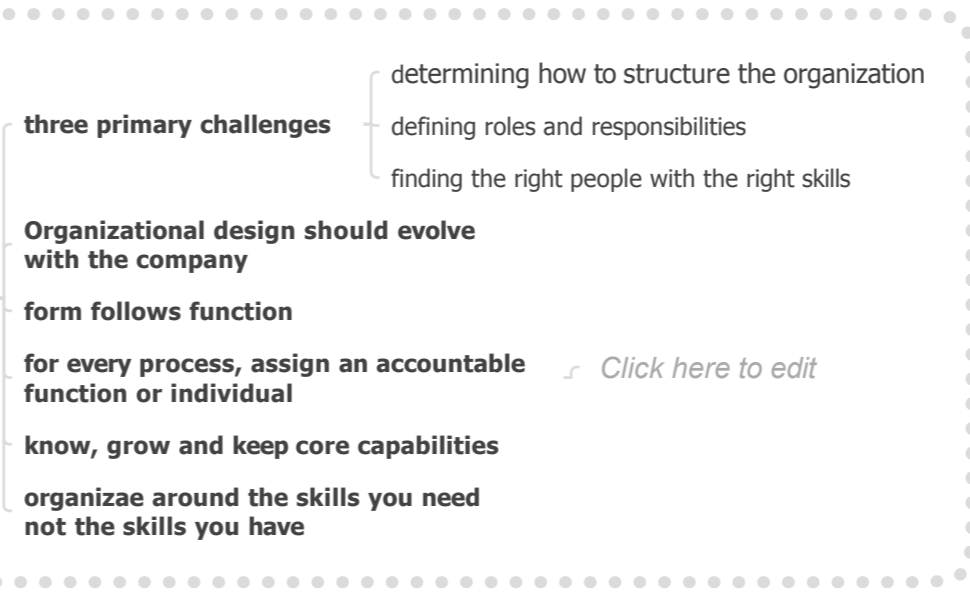 determining how to structure the organization
three primary challenges
defining roles and responsibilities
finding the right people with the right skills
Organizational design should evolve
with the company
form follows function
for every process, assign an accountable
function or individual
Click here to edit
know, grow and keep core capabilities
organizae around the skills you need
not the skills you have